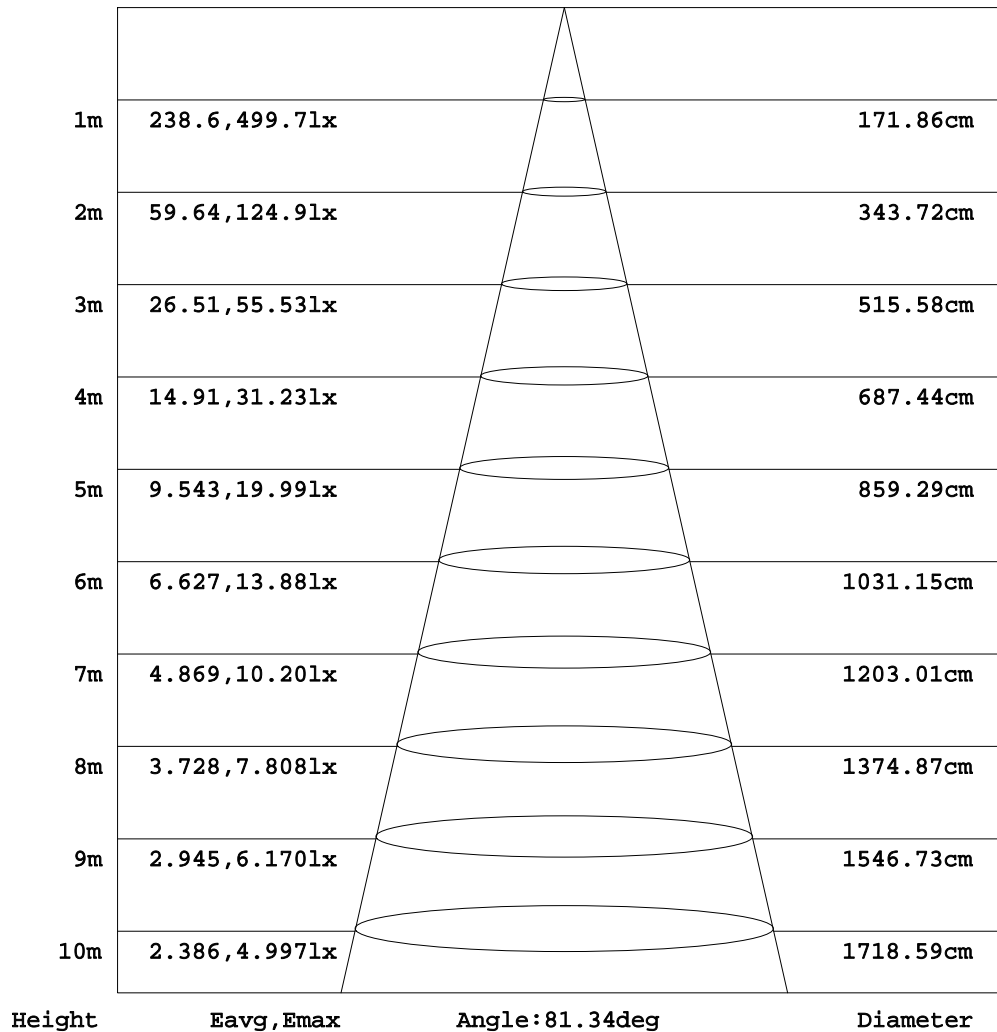 1m 238.6,499.7lx 171.86cm
2m 59.64,124.9lx 343.72cm
3m 26.51,55.53lx 515.58cm
4m 14.91,31.23lx 687.44cm
5m 9.543,19.99lx 859.29cm
6m 6.627,13.88lx 1031.15cm
7m 4.869,10.20lx 1203.01cm
8m 3.728,7.808lx 1374.87cm
9m 2.945,6.170lx 1546.73cm
10m 2.386,4.997lx 1718.59cm
Height Eavg,Emax Angle:81.34deg Diameter